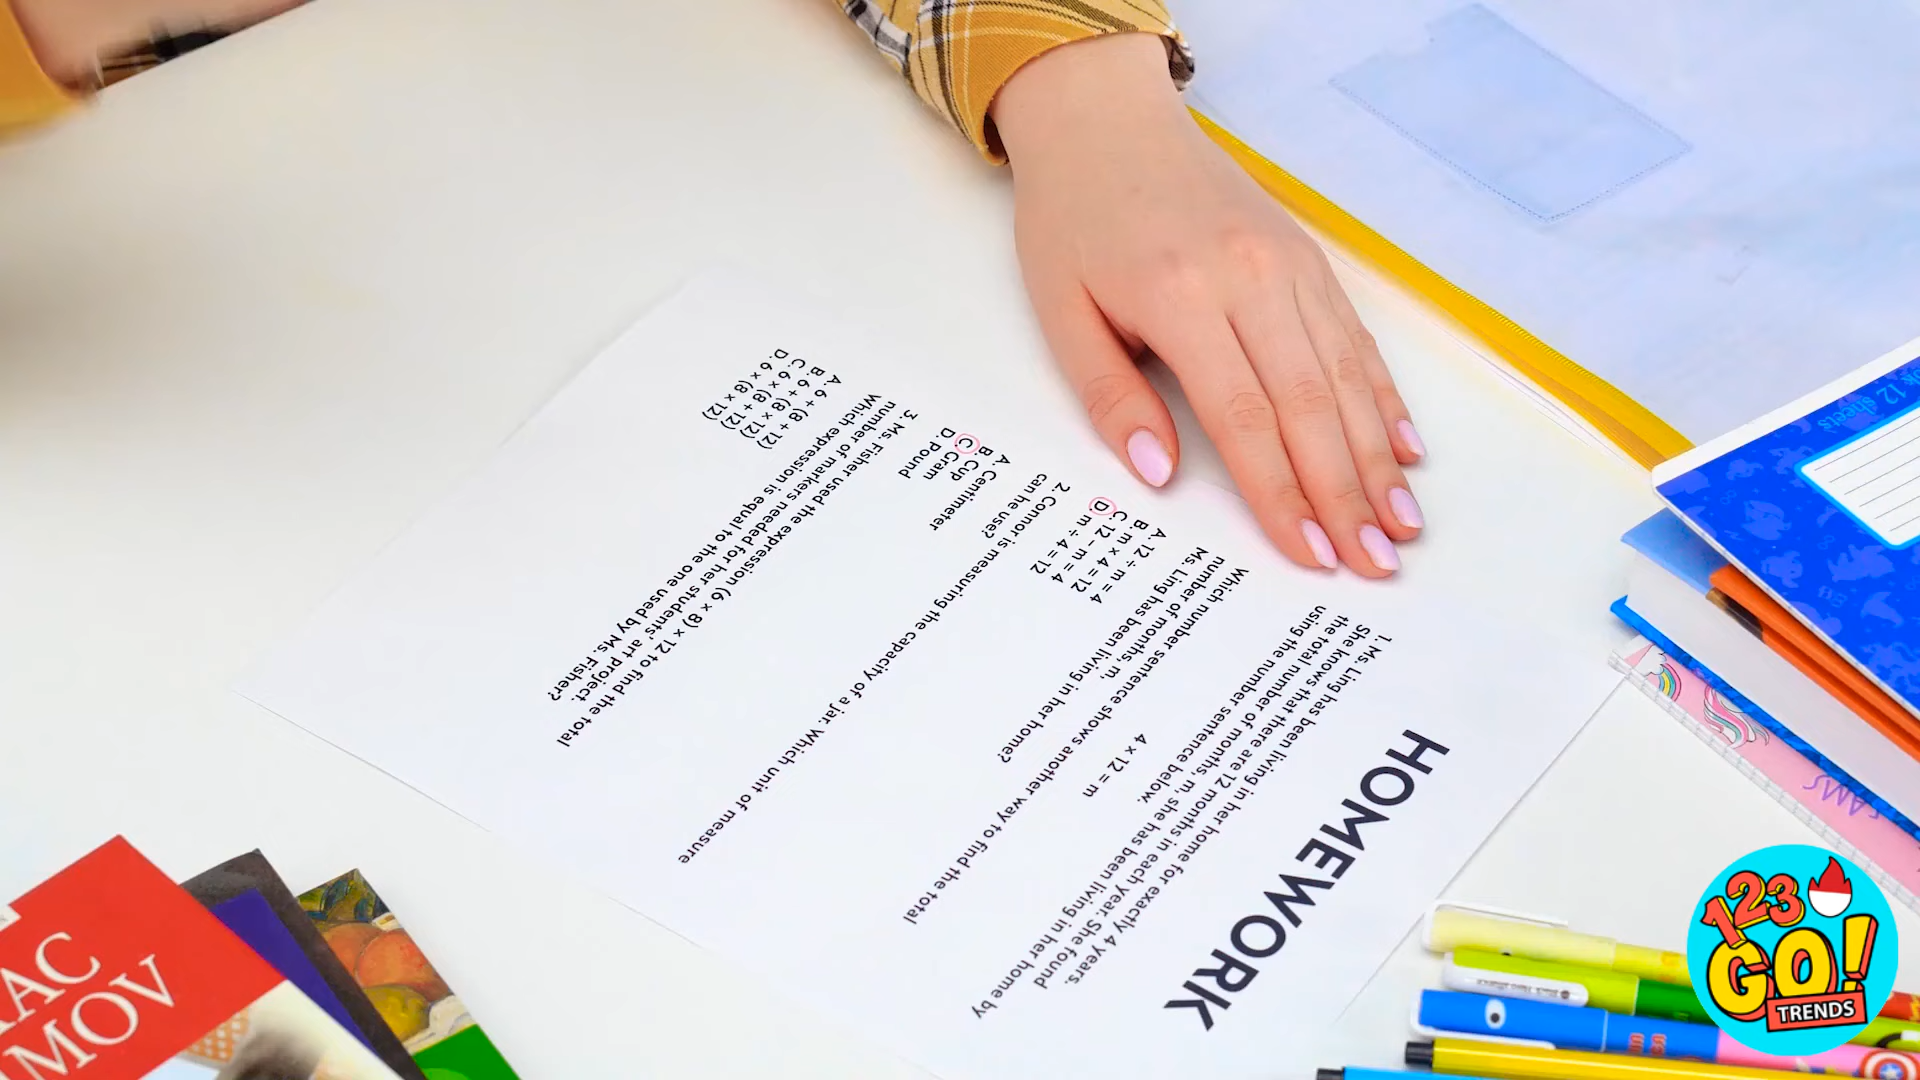 HOMEWORK
1. Ms. Ling has been living in her home for exactly 4 years.
She knows that there are 12 months in each year. She found
the total number of months, m, she has been living in her home by
using the number sentence below.
4 × 12 = m
Which number sentence shows another way to find the total
number of months, m,
Ms. Ling has been living in her home?
A. 12 ÷ m = 4
B. m × 4 = 12
C. 12 − m = 4
D. m ÷ 4 = 12
2. Connor is measuring the capacity of a jar. Which unit of measure
can he use?
A. Centimeter
B. Cup
C. Gram
D. Pound
3. Ms. Fisher used the expression (6 × 8) × 12 to find the total
number of markers needed for her students' art project.
Which expression is equal to the one used by Ms. Fisher?
A. 6 + (8 + 12)
B. 6 + (8 × 12)
C. 6 × (8 + 12)
D. 6 × (8 × 12)
12 sheets
AAC
MOV
123
GO!
TRENDS